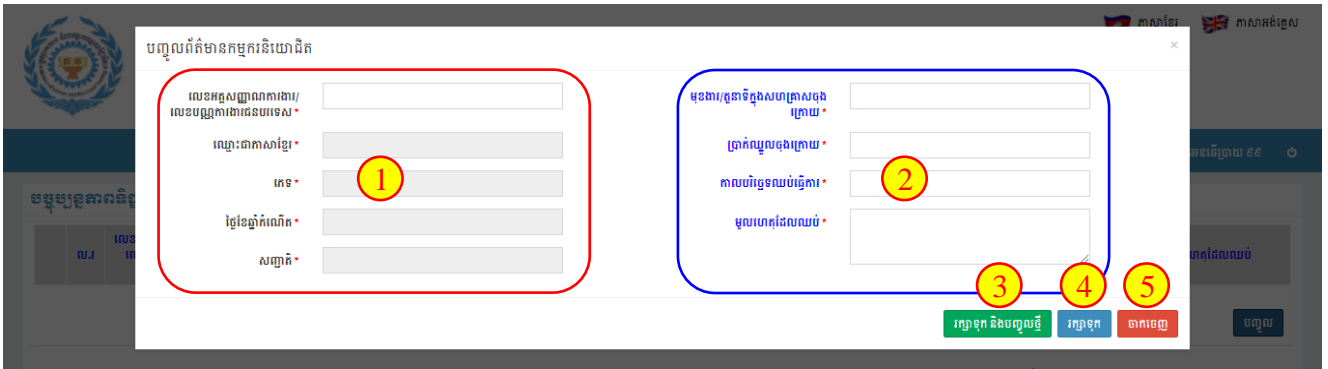 ភាសាខ្មែរ
ភាសាអង់គ្លេស
បញ្ចូលព័ត៌មានកម្មករនិយោជិត
×
លេខអត្តសញ្ញាណការងារ/
លេខបណ្ណការងារជនបរទេស *
ឈ្មោះជាភាសាខ្មែរ *
ភេទ *
ថ្ងៃខែឆ្នាំកំណើត *
សញ្ជាតិ *
1
មុខងារ/តួនាទីក្នុងសហគ្រាសចុង
ក្រោយ *
ប្រាក់ឈ្នួលចុងក្រោយ *
កាលបរិច្ឆេទឈប់ធ្វើការ *
មូលហេតុដែលឈប់ *
2
3
4
5
រក្សាទុក និងបញ្ចូលថ្មី
រក្សាទុក
ចាកចេញ
ល.រ
ហេតុដែលឈប់
បញ្ចូល